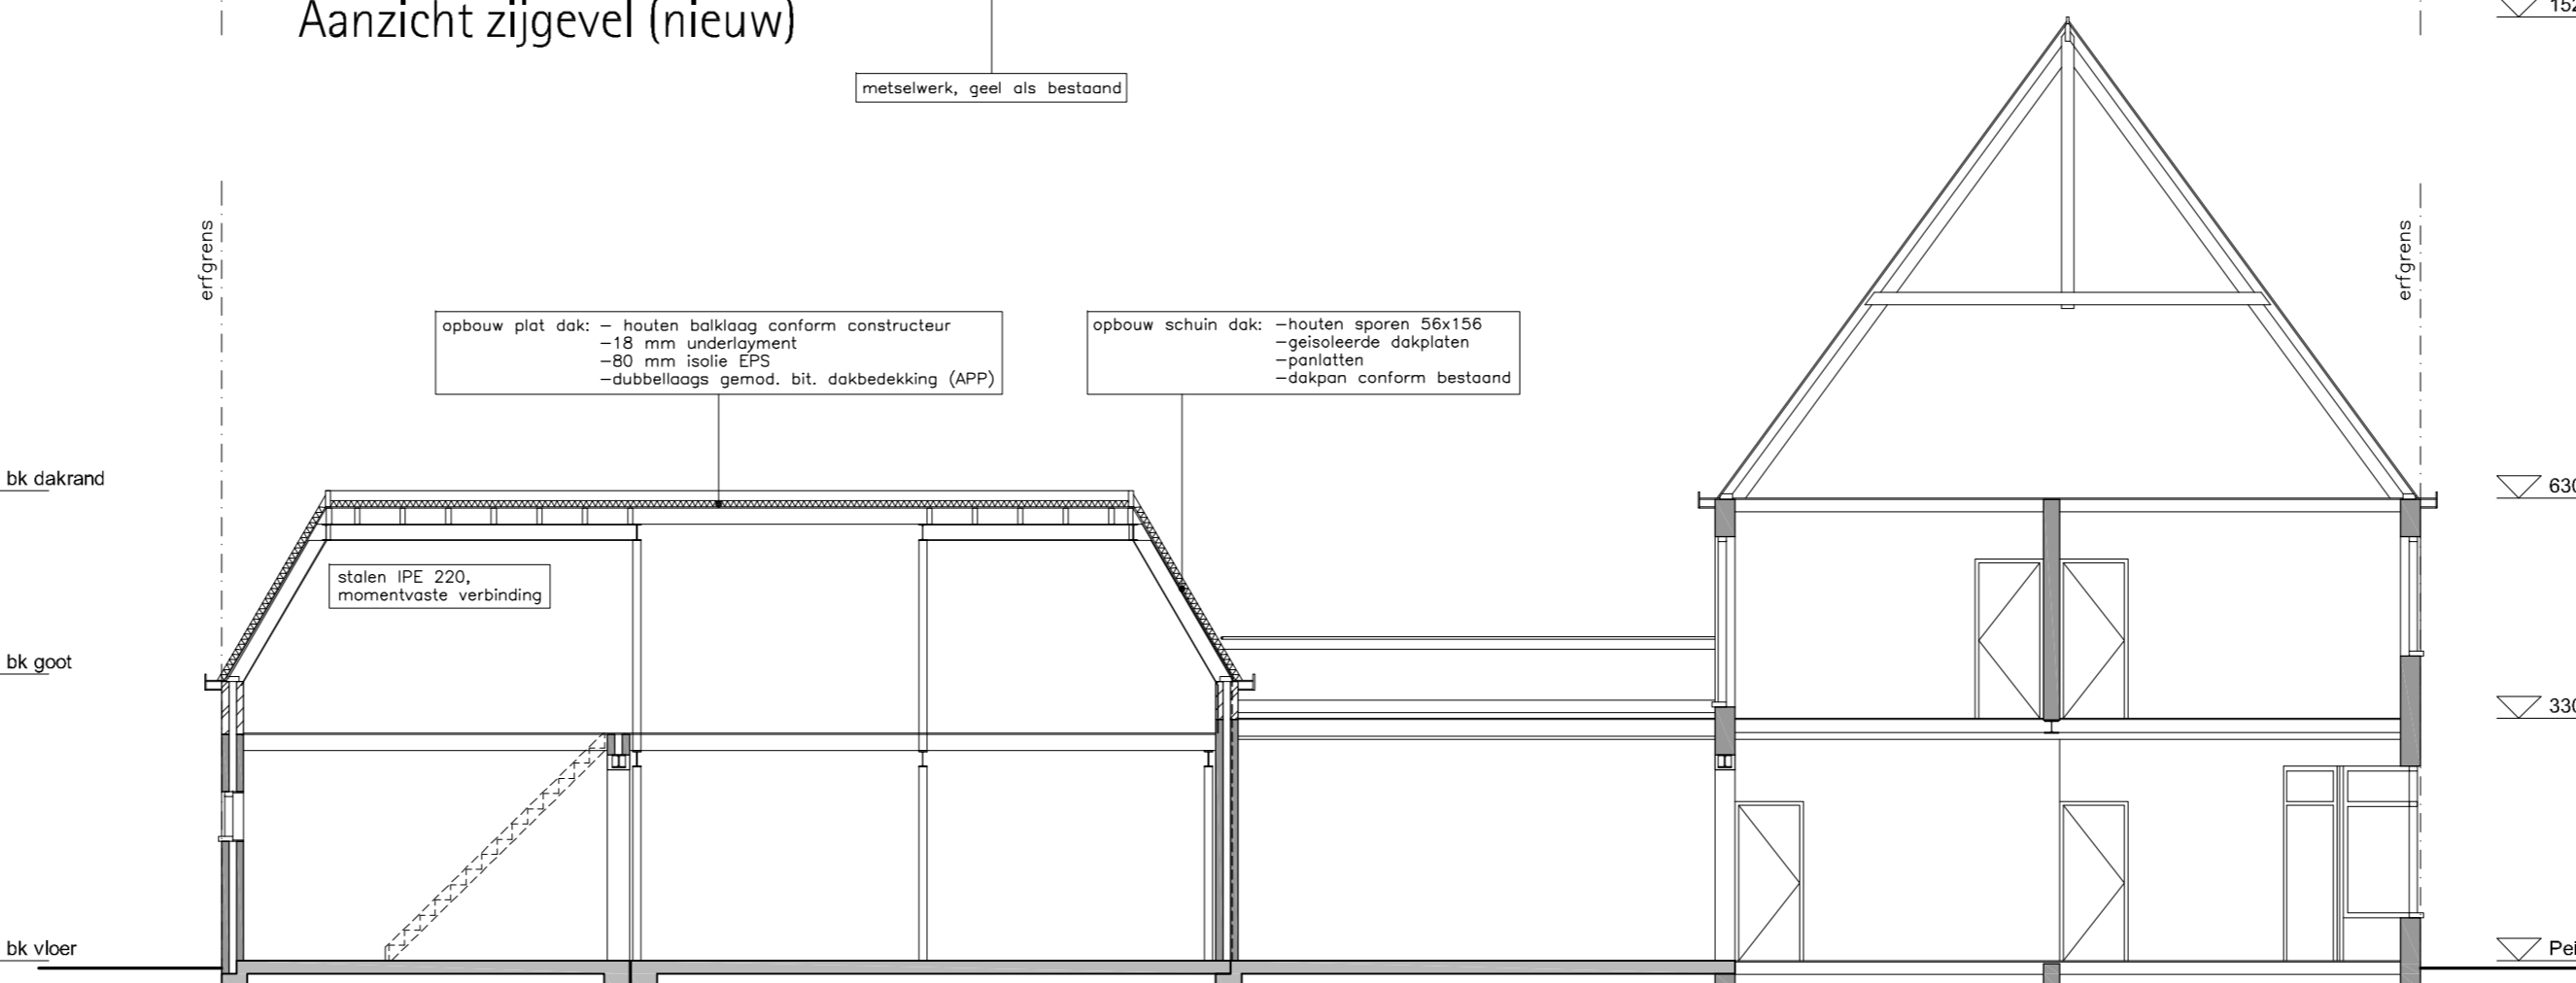 Aanzicht zijgevel (nieuw)
metselwerk, geel als bestaand
erfgrens
erfgrens
opbouw plat dak: - houten balklaag conform constructeur
-18 mm underlayment
-80 mm isolie EPS
-dubbellaags gemod. bit. dakbedekking (APP)
opbouw schuin dak: -houten sporen 56x156
-geisoleerde dakplaten
-panlatten
-dakpan conform bestaand
bk dakrand
630
stalen IPE 220,
momentvaste verbinding
bk goot
330
bk vloer
Pei